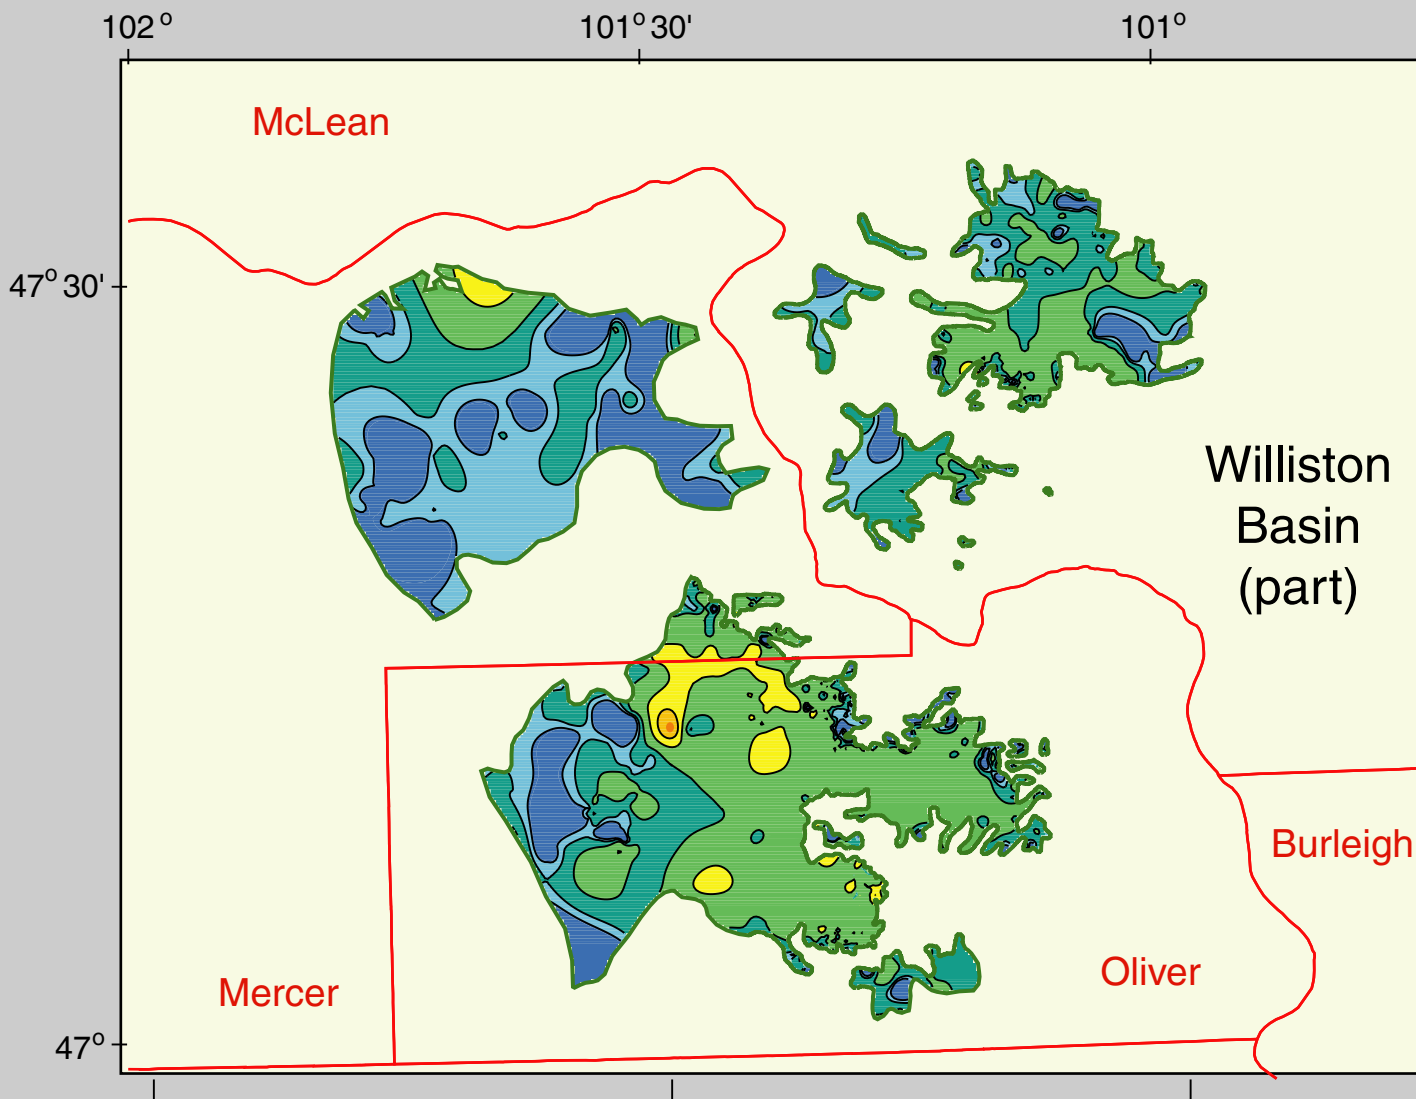 102° 101°30' 101°
McLean
47°30'
Williston
Basin
(part)
Burleigh
Mercer
Oliver
47°